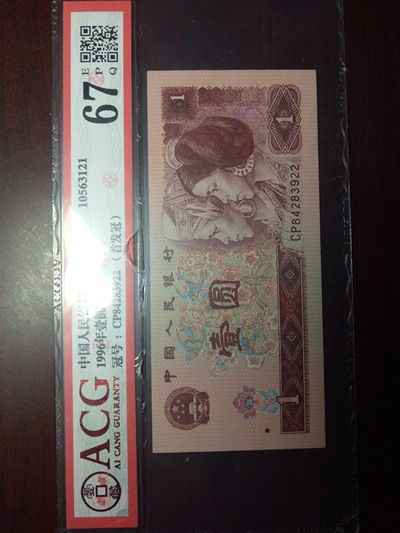 ACG
AI CANG GUARANTY
中国人民银行
1996年壹圆
冠号：CP84283922（首发冠）
10563121
67
E
P
Q
中国人民银行
壹圆
1
1
CP84283922